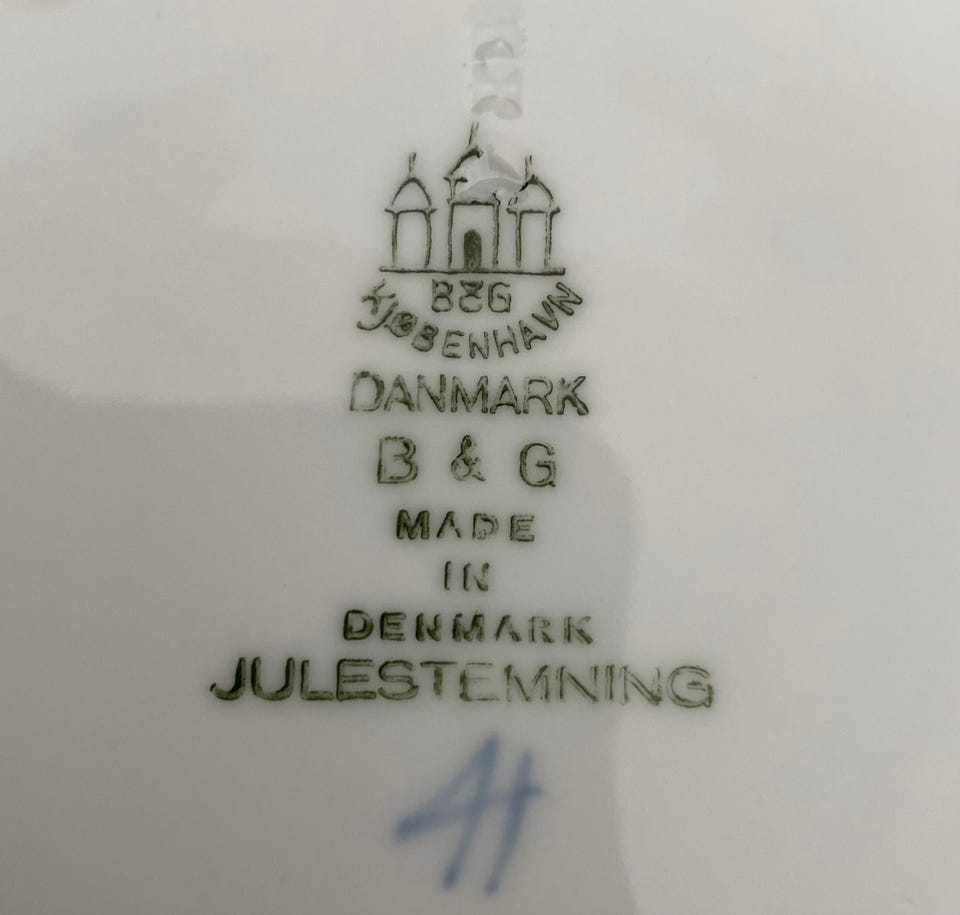 B&G
KJØBENHAVN
DANMARK
B & G
MADE
IN
DENMARK
JULESTEMNING